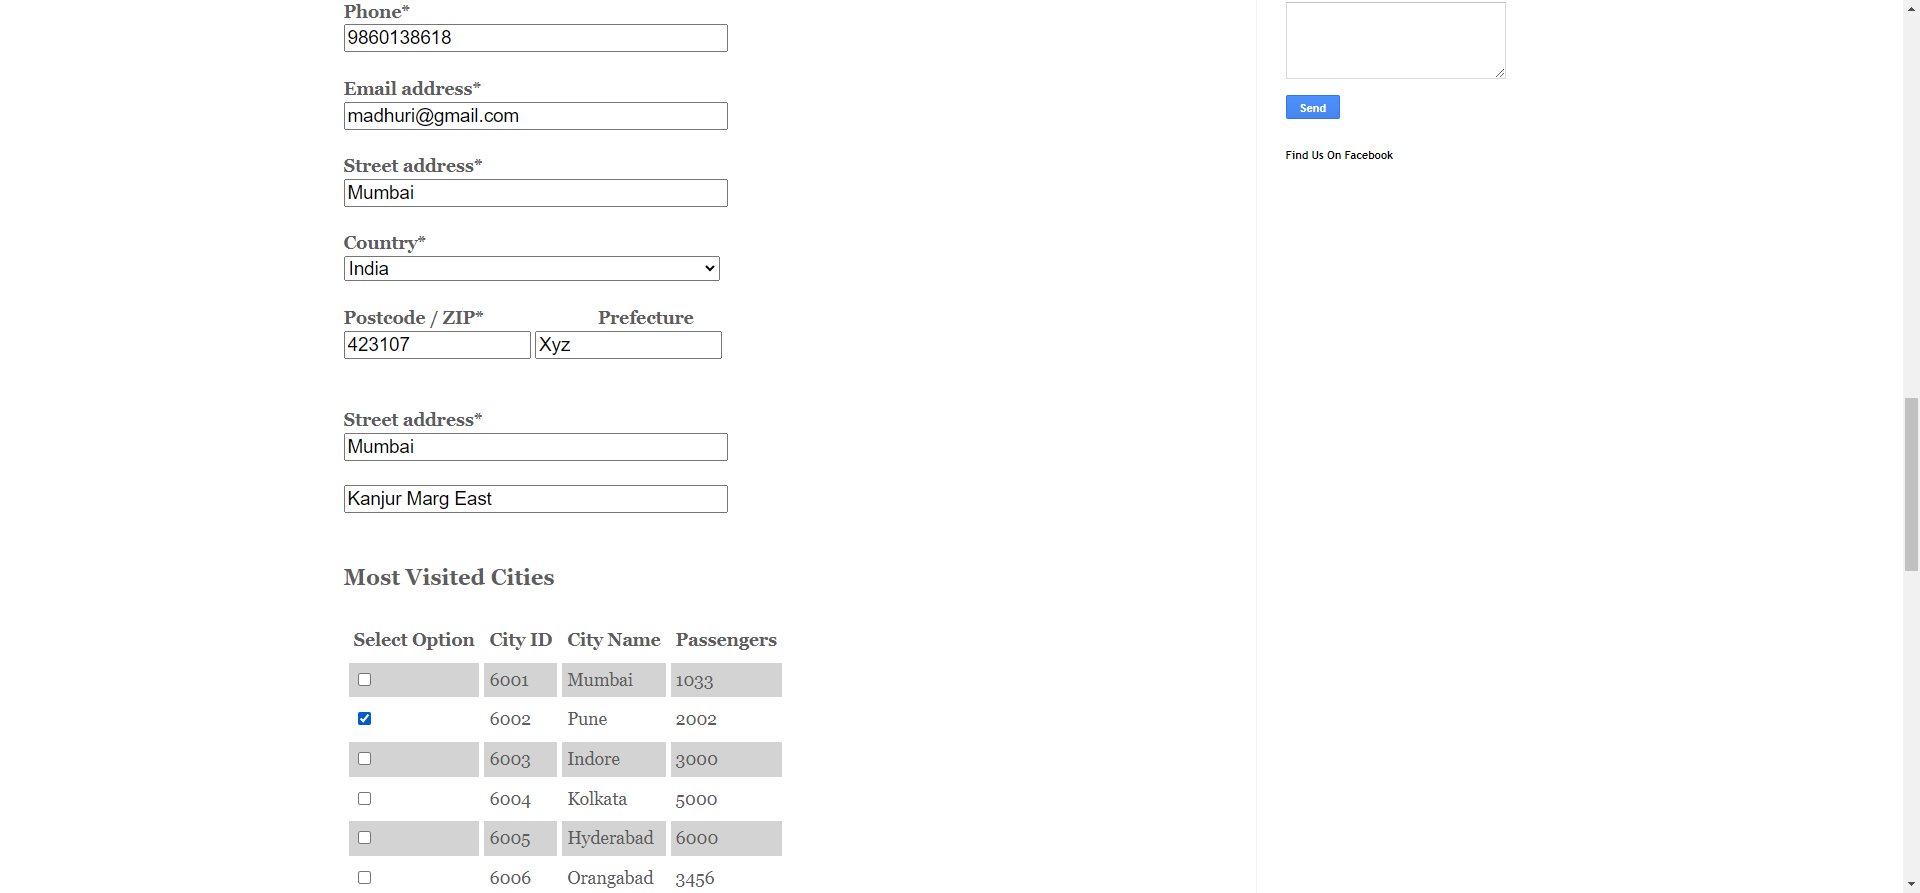 Phone*
9860138618
Email address*
madhuri@gmail.com
Street address*
Mumbai
Country*
India
Postcode / ZIP* Prefecture
423107 Xyz
Street address*
Mumbai
Kanjur Marg East
Most Visited Cities
Select Option City ID City Name Passengers
6001 Mumbai 1033
6002 Pune 2002
6003 Indore 3000
6004 Kolkata 5000
6005 Hyderabad 6000
6006 Orangabad 3456
Send
Find Us On Facebook